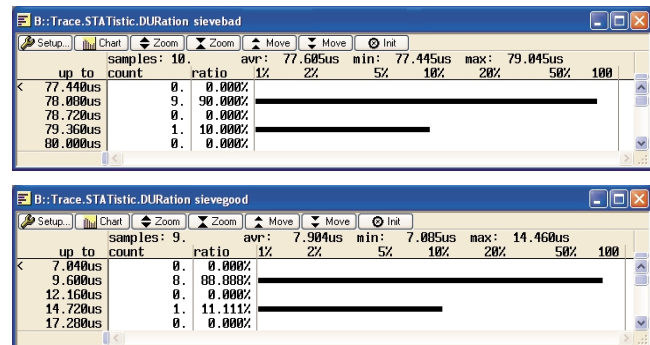 B::Trace.STATistic.DURation sievebad
Setup... Chart Zoom Zoom Move Move Init
samples: 10. avr: 77.605us min: 77.445us max: 79.045us
up to count ratio 1% 2% 5% 10% 20% 50% 100
< 77.440us 0. 0.000%
78.080us 9. 90.000%
78.720us 0. 0.000%
79.360us 1. 10.000%
80.000us 0. 0.000%
B::Trace.STATistic.DURation sievegood
Setup... Chart Zoom Zoom Move Move Init
samples: 9. avr: 7.904us min: 7.085us max: 14.460us
up to count ratio 1% 2% 5% 10% 20% 50% 100
< 7.040us 0. 0.000%
9.600us 8. 88.888%
12.160us 0. 0.000%
14.720us 1. 11.111%
17.280us 0. 0.000%